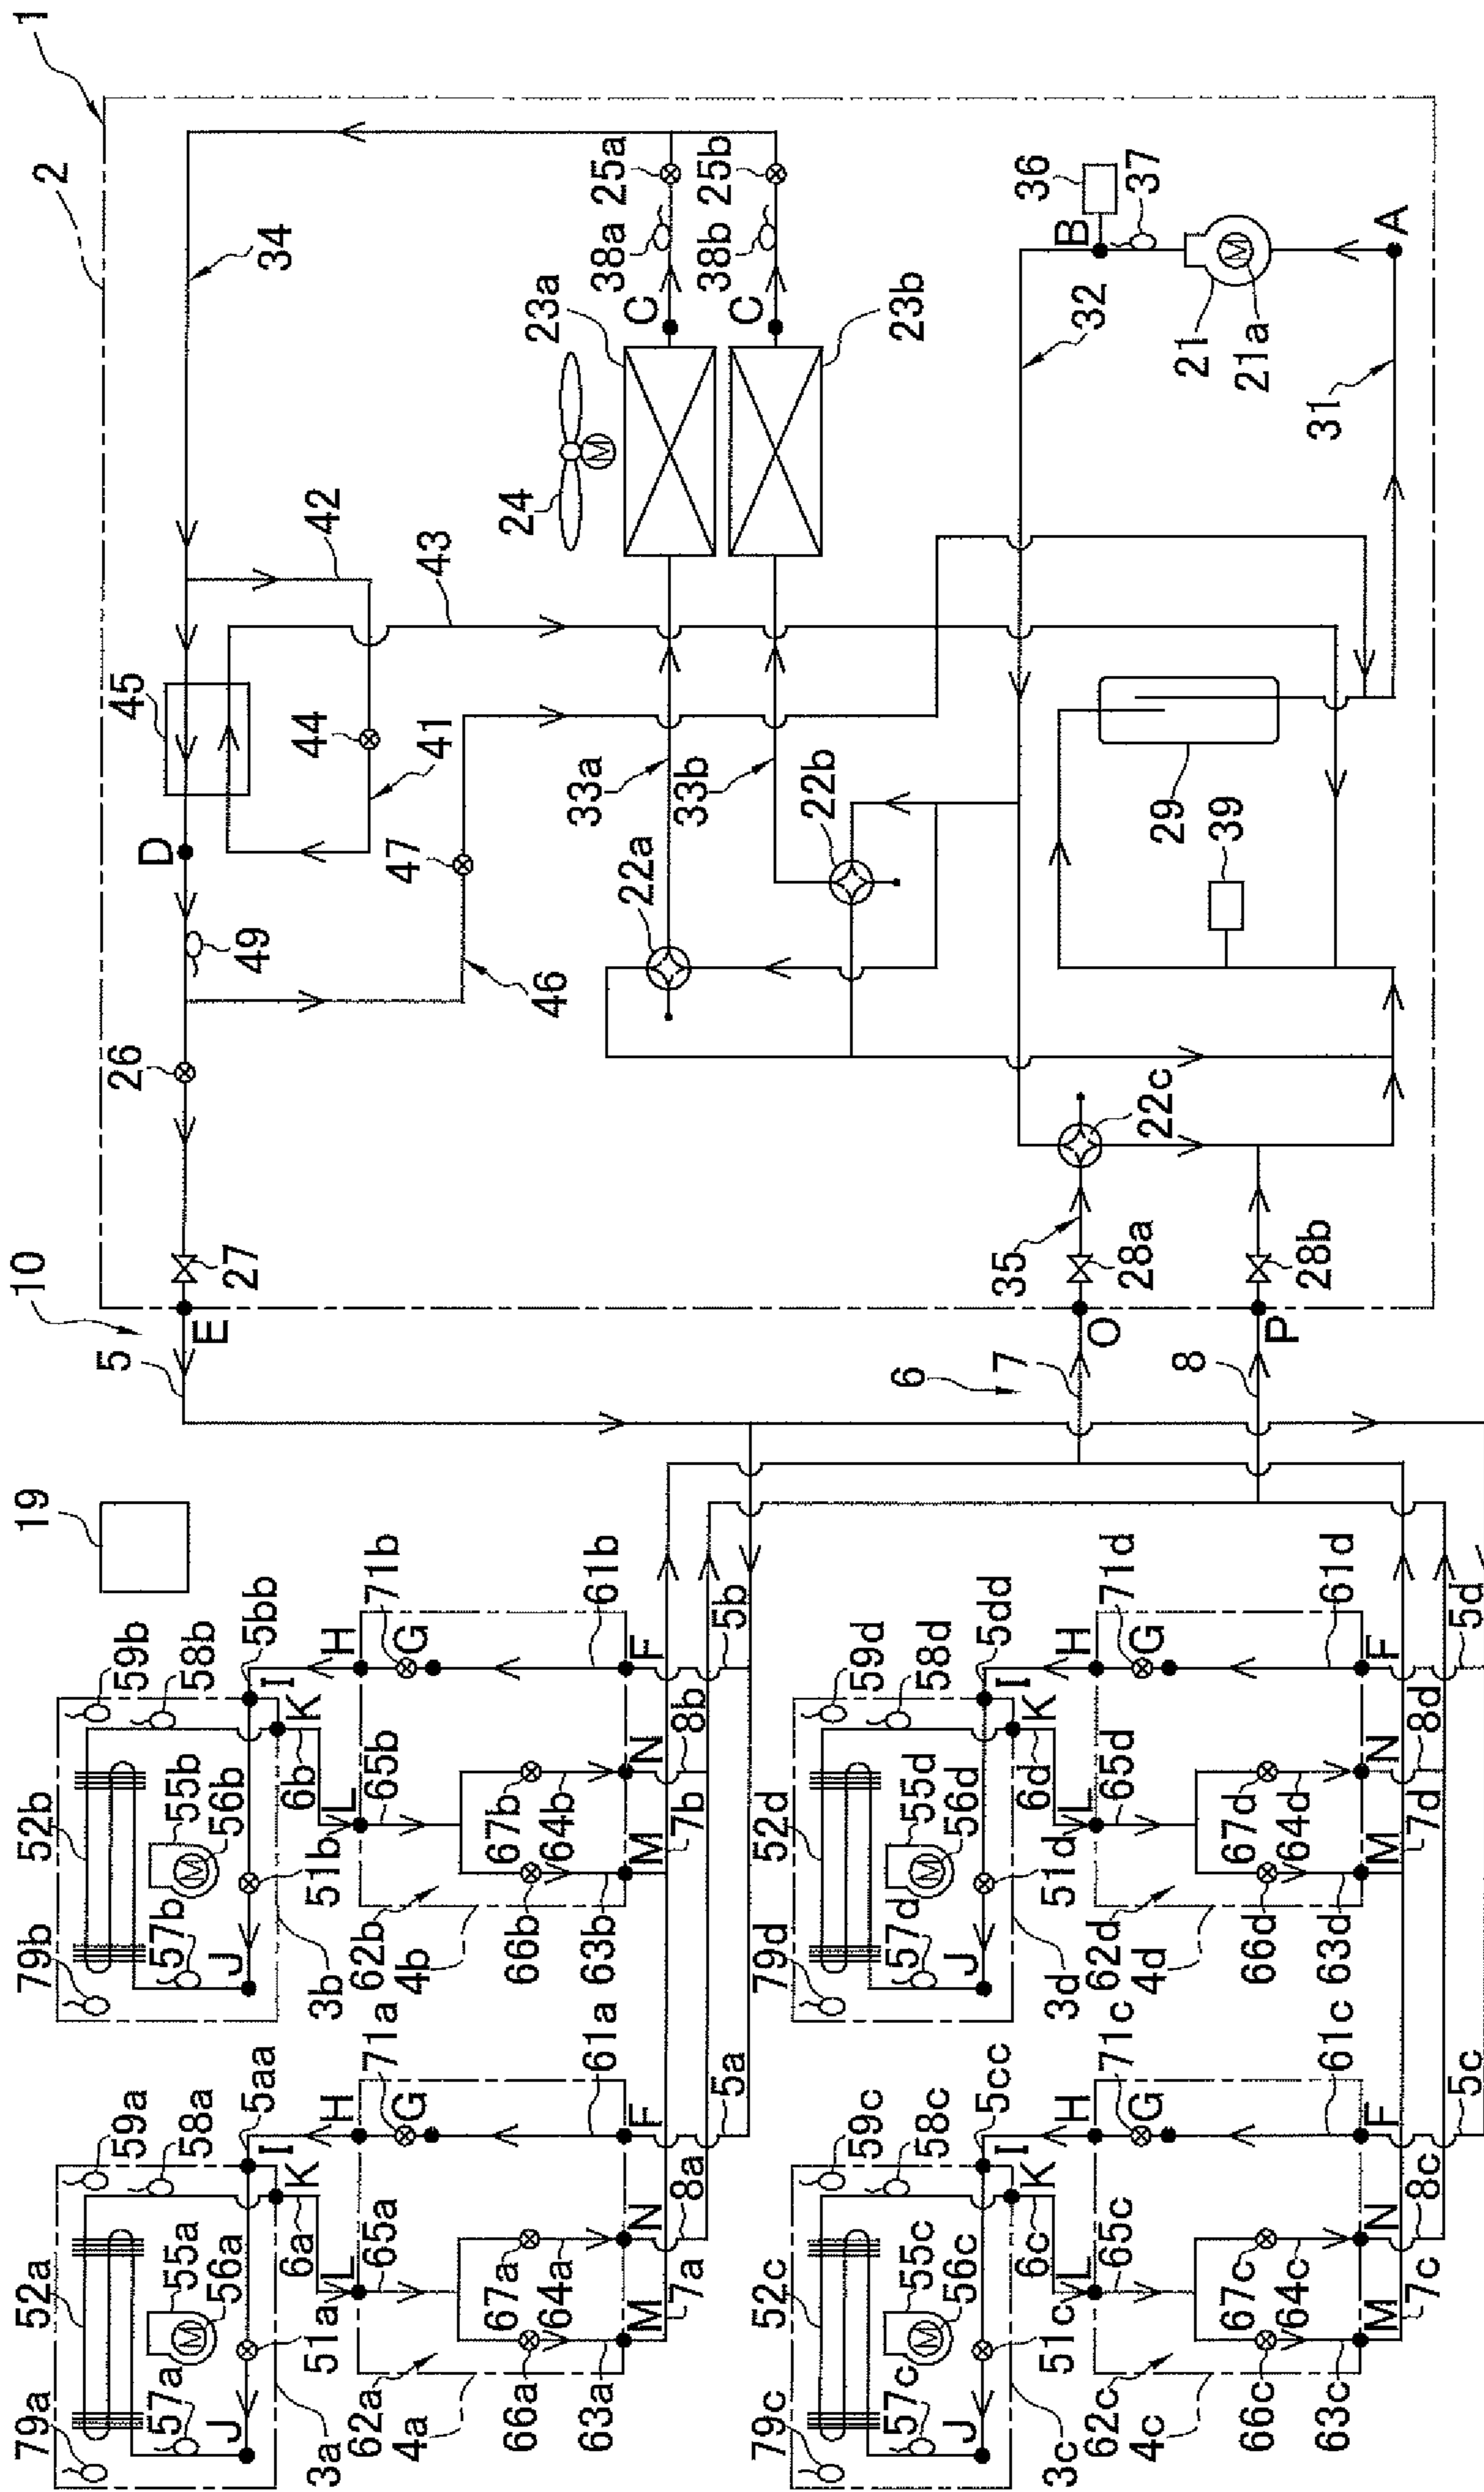 1
10
19
79a
52a
79b
52b
2
5
59a
59b
26
D
45
55a
58a
55b
58b
E
27
49
34
56a
56b
57a
J
5aa
57b
J
5bb
I
I
3a
51a
6a
K
3b
51b
6b
K
H
H
44
42
62a
L
65a
71a
62b
L
65b
71b
4a
G
4b
G
47
41
43
66a
67a
66b
67b
24
46
23a
63a
64a
61a
63b
64b
61b
33a
38a
25a
22a
C
M
N
F
M
N
F
7a
8a
5a
7b
8b
5b
33b
38b
25b
C
79c
52c
79d
52d
22b
23b
59c
59d
6
55c
58c
55d
58d
7
35
36
56c
56d
57c
J
5cc
57d
J
5dd
I
I
B
3c
51c
6c
K
3d
51d
6d
K
O
28a
22c
32
H
H
37
62c
L
65c
71c
62d
L
65d
71d
4c
G
4d
G
8
29
21
39
66c
67c
66d
67d
21a
P
28b
63c
64c
61c
63d
64d
61d
31
M
N
F
M
N
F
A
7c
8c
5c
7d
8d
5d
M
M
M
M
M
M